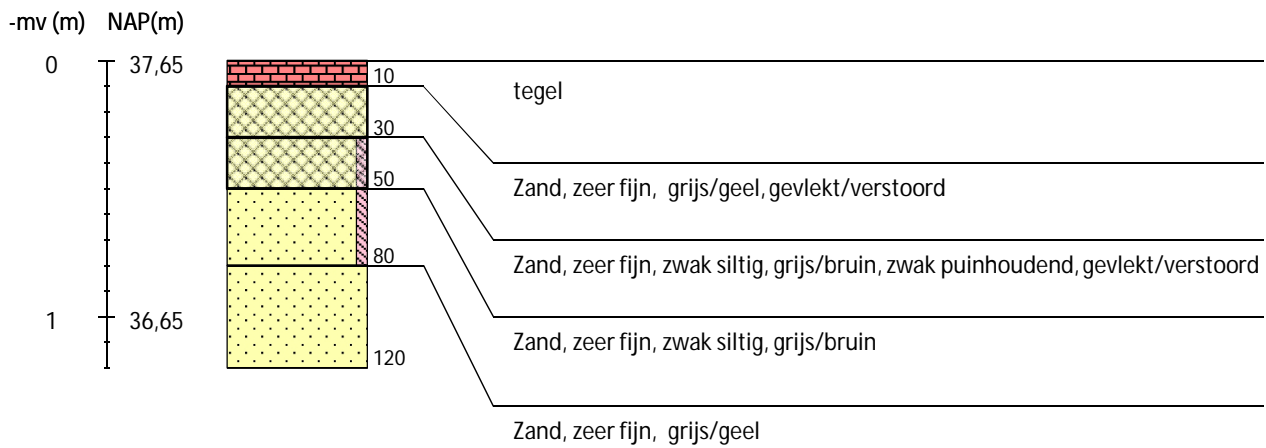 -mv (m) NAP(m)
0 37,65
10
tegel
30
50
Zand, zeer fijn, grijs/geel, gevlekt/verstoord
80
Zand, zeer fijn, zwak siltig, grijs/bruin, zwak puinhoudend, gevlekt/verstoord
1 36,65
Zand, zeer fijn, zwak siltig, grijs/bruin
120
Zand, zeer fijn, grijs/geel